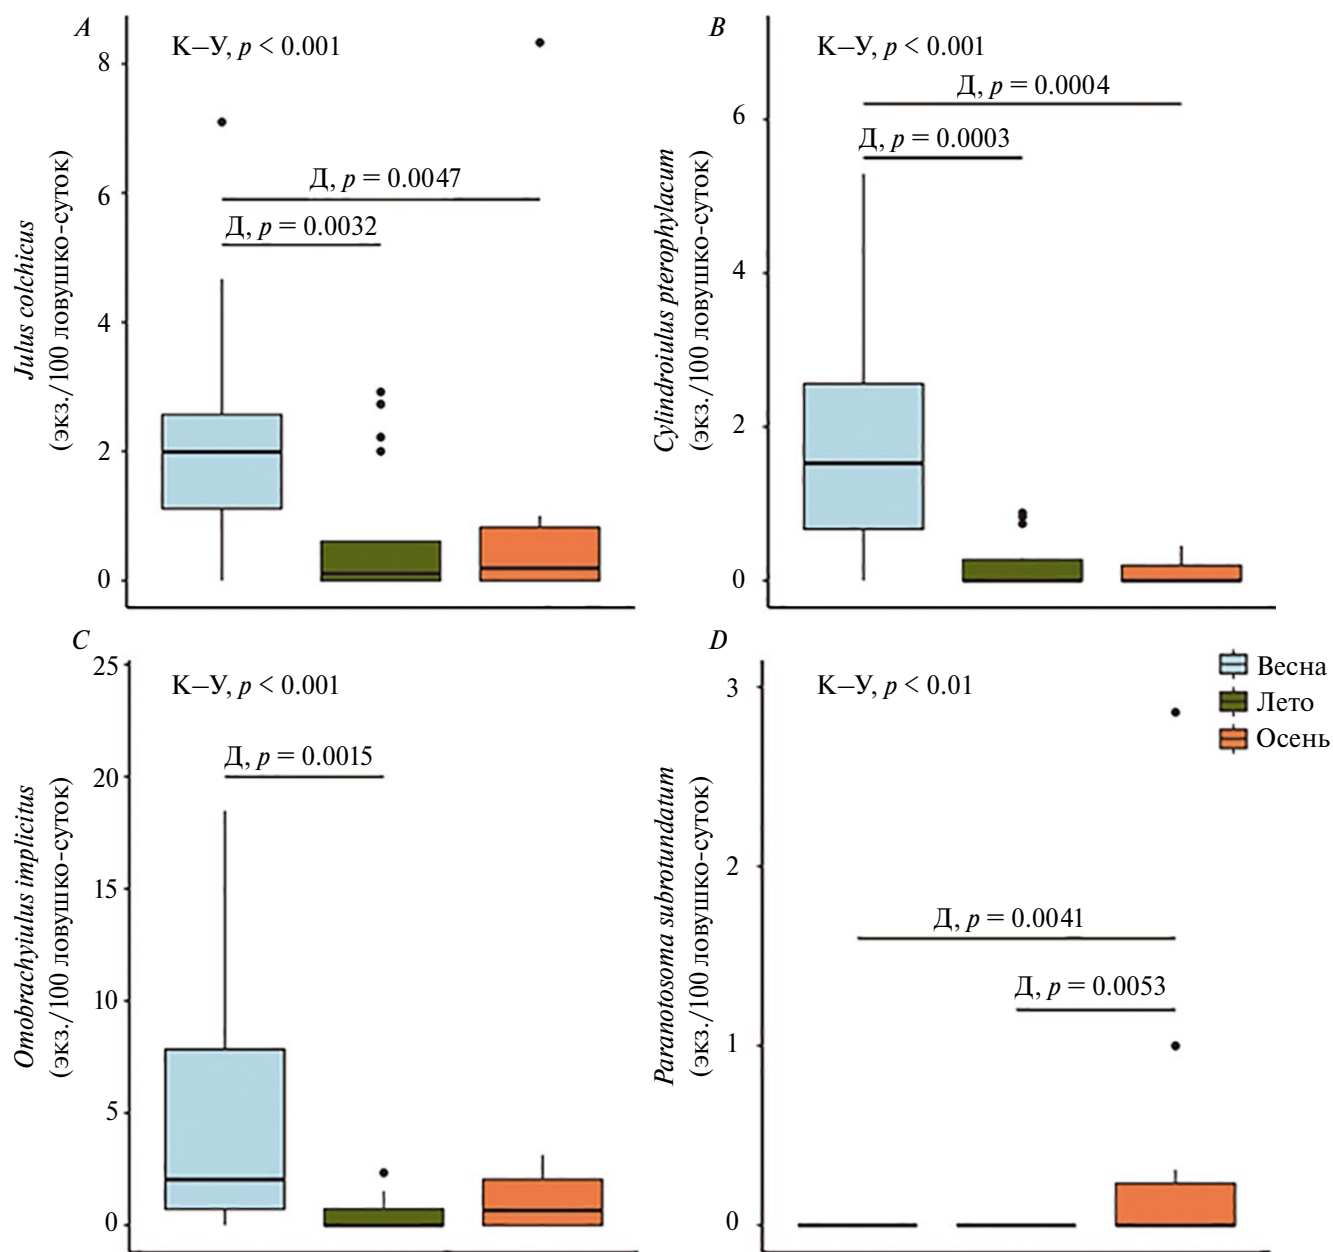 A
К–У, p < 0.001
Д, p = 0.0047
Д, p = 0.0032
8
6
4
2
0
Julus colchicus
(экз./100 ловушко-суток)
B
К–У, p < 0.001
Д, p = 0.0004
Д, p = 0.0003
6
4
2
0
Cylindroiulus pterophylacum
(экз./100 ловушко-суток)
C
К–У, p < 0.001
Д, p = 0.0015
25
20
15
10
5
0
Omobrachyiulus implicitus
(экз./100 ловушко-суток)
D
К–У, p < 0.01
Д, p = 0.0041
Д, p = 0.0053
3
2
1
0
Paranotosoma subrotundatum
(экз./100 ловушко-суток)
Весна
Лето
Осень